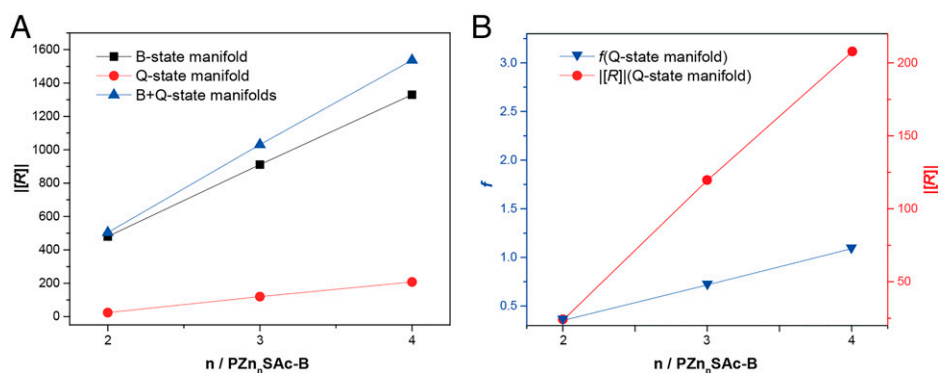 A
1600
1400
1200
1000
800
600
400
200
0
|[R]|
B-state manifold
Q-state manifold
B+Q-state manifolds
2
3
4
n / PZnₙSAc-B
B
3.0
2.5
2.0
1.5
1.0
0.5
f
f(Q-state manifold)
|[R]|(Q-state manifold)
200
150
100
50
|[R]|
2
3
4
n / PZnₙSAc-B